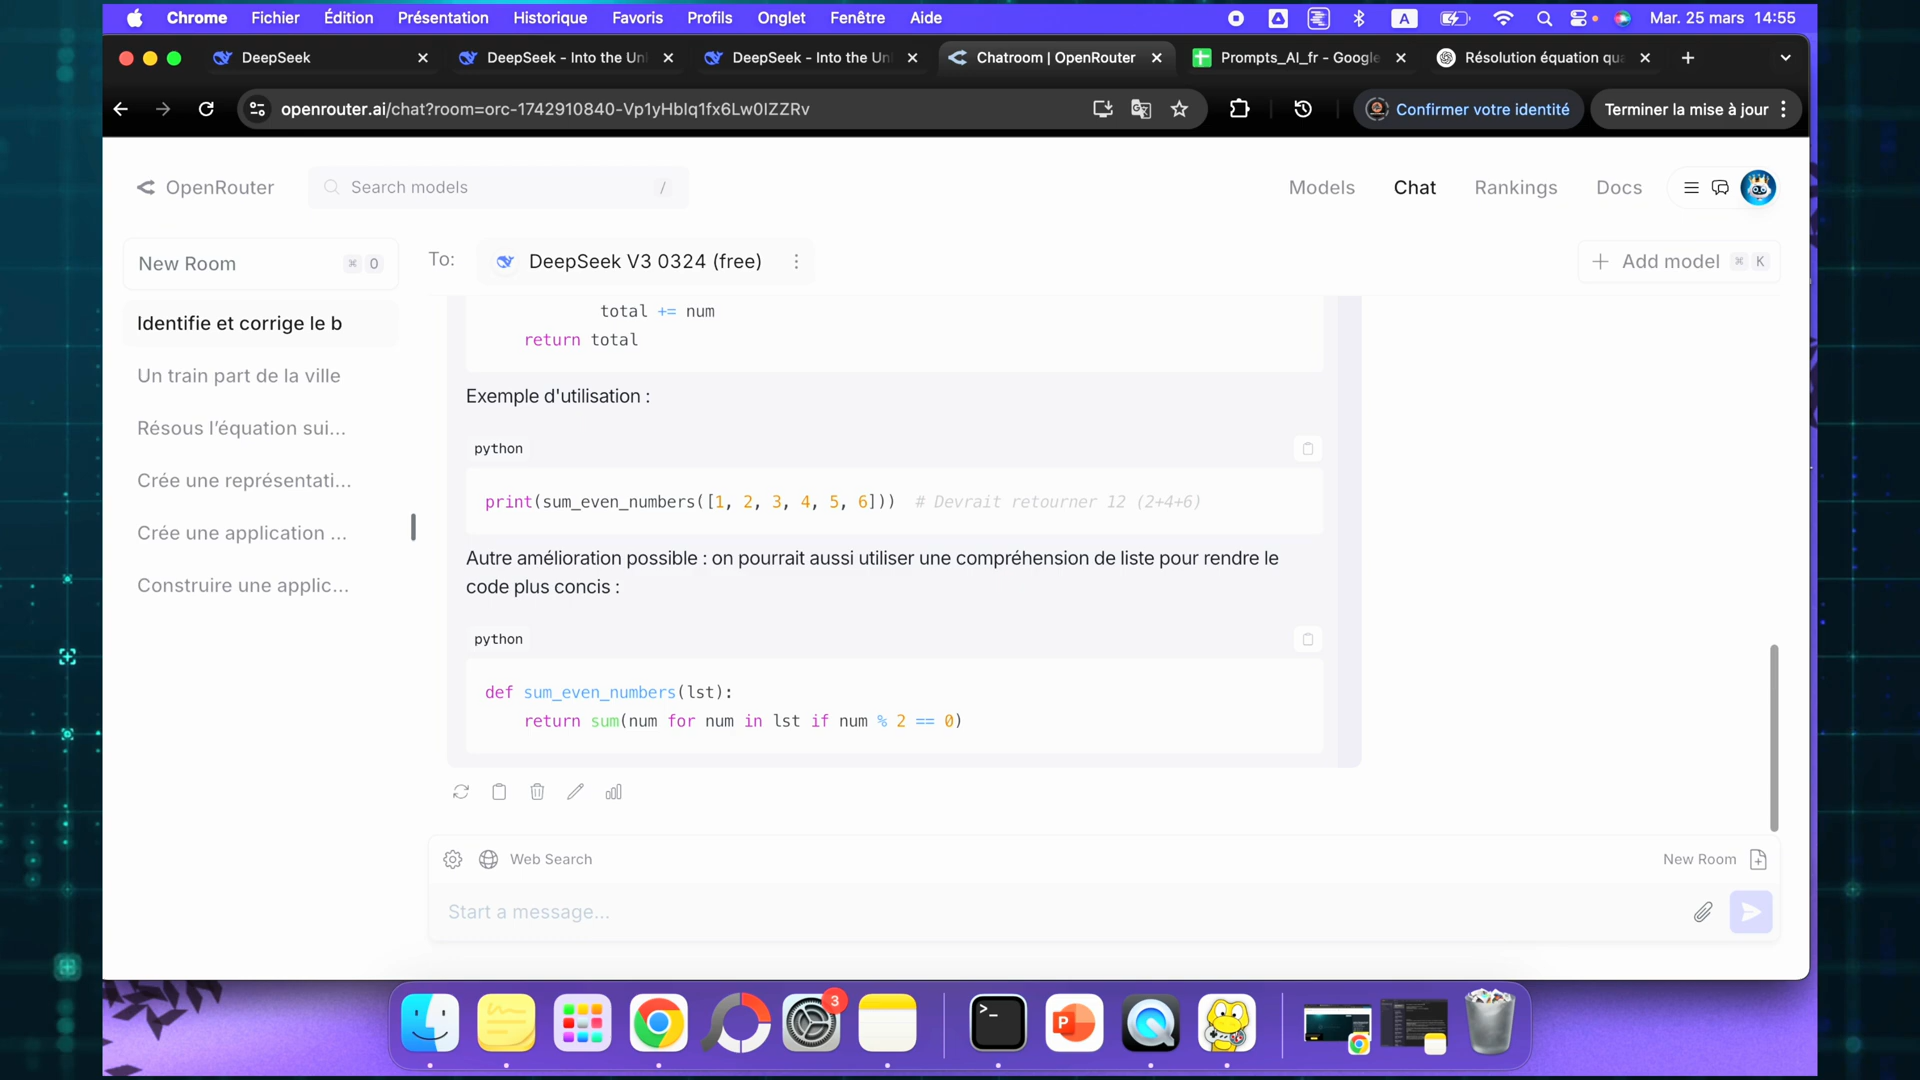 Chrome Fichier Édition Présentation Historique Favoris Profils Onglet Fenêtre Aide A Mar. 25 mars 14:55
DeepSeek DeepSeek - Into the Un DeepSeek - Into the Un Chatroom | OpenRouter Prompts_AI_fr - Google Résolution équation qua
openrouter.ai/chat?room=orc-1742910840-Vp1yHbIq1fx6Lw0IZZRv Confirmer votre identité Terminer la mise à jour
OpenRouter Search models / Models Chat Rankings Docs
New Room ⌘ 0 To: DeepSeek V3 0324 (free) + Add model ⌘ K
Identifie et corrige le b
Un train part de la ville
Résous l'équation sui...
Crée une représentati...
Crée une application ...
Construire une applic...
total += num
return total
Exemple d'utilisation :
python
print(sum_even_numbers([1, 2, 3, 4, 5, 6])) # Devrait retourner 12 (2+4+6)
Autre amélioration possible : on pourrait aussi utiliser une compréhension de liste pour rendre le
code plus concis :
python
def sum_even_numbers(lst):
return sum(num for num in lst if num % 2 == 0)
Web Search New Room
Start a message...
3
>_
P